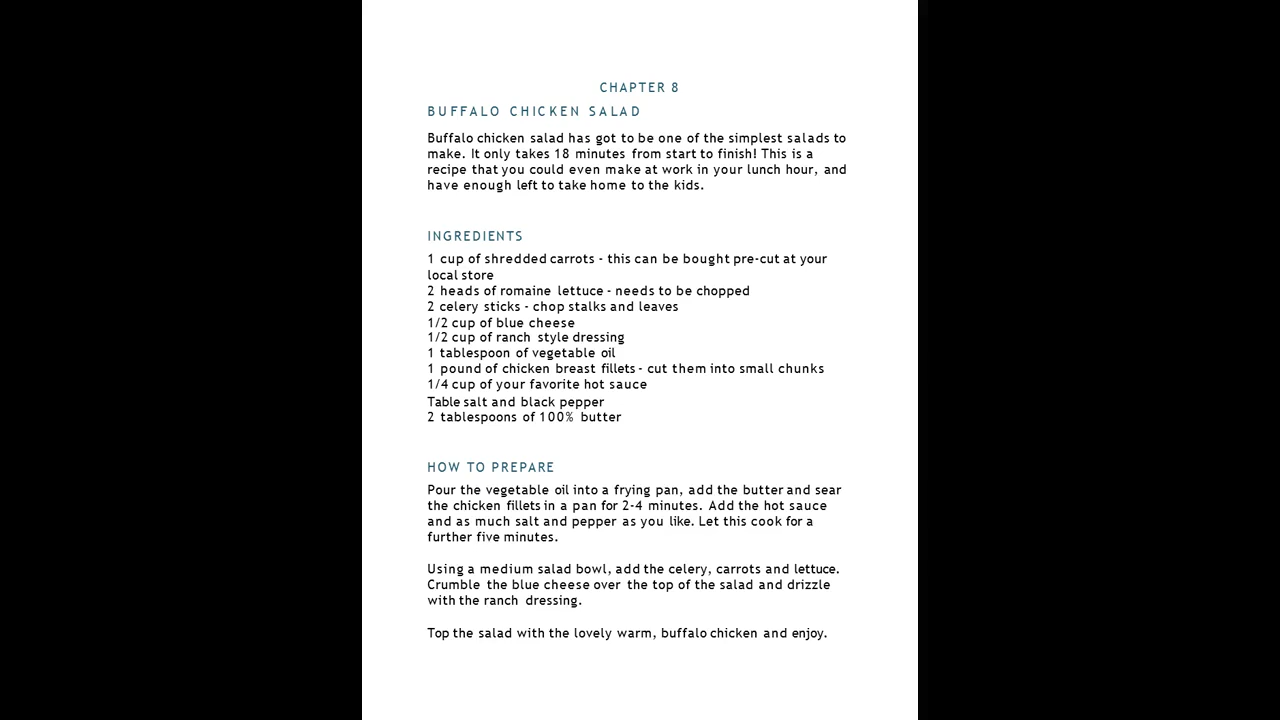 CHAPTER 8
BUFFALO CHICKEN SALAD
Buffalo chicken salad has got to be one of the simplest salads to
make. It only takes 18 minutes from start to finish! This is a
recipe that you could even make at work in your lunch hour, and
have enough left to take home to the kids.
INGREDIENTS
1 cup of shredded carrots - this can be bought pre-cut at your
local store
2 heads of romaine lettuce - needs to be chopped
2 celery sticks - chop stalks and leaves
1/2 cup of blue cheese
1/2 cup of ranch style dressing
1 tablespoon of vegetable oil
1 pound of chicken breast fillets - cut them into small chunks
1/4 cup of your favorite hot sauce
Table salt and black pepper
2 tablespoons of 100% butter
HOW TO PREPARE
Pour the vegetable oil into a frying pan, add the butter and sear
the chicken fillets in a pan for 2-4 minutes. Add the hot sauce
and as much salt and pepper as you like. Let this cook for a
further five minutes.
Using a medium salad bowl, add the celery, carrots and lettuce.
Crumble the blue cheese over the top of the salad and drizzle
with the ranch dressing.
Top the salad with the lovely warm, buffalo chicken and enjoy.